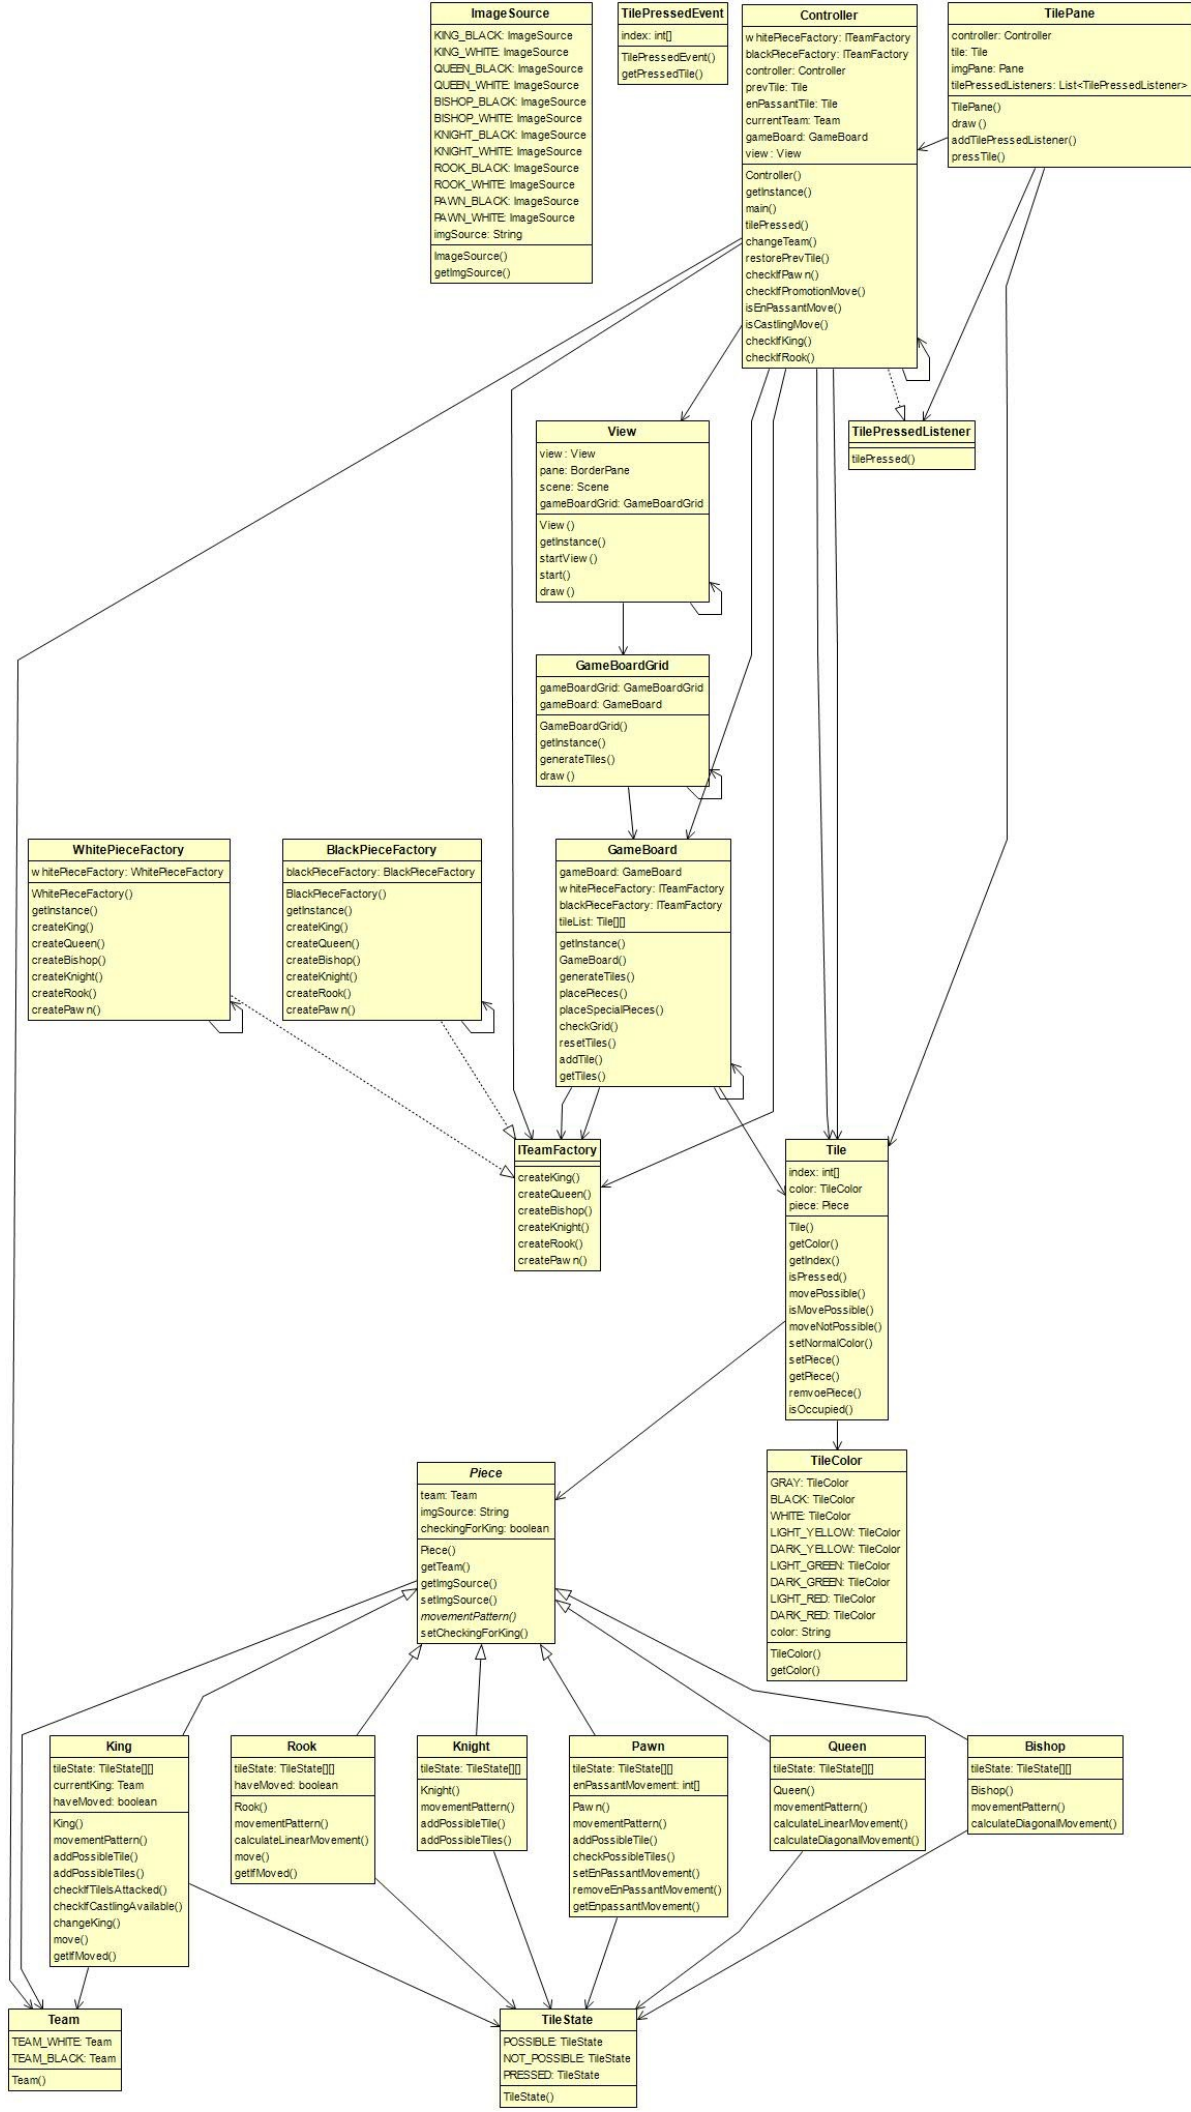 ImageSource
KING_BLACK: ImageSource
KING_WHITE: ImageSource
QUEEN_BLACK: ImageSource
QUEEN_WHITE: ImageSource
BISHOP_BLACK: ImageSource
BISHOP_WHITE: ImageSource
KNIGHT_BLACK: ImageSource
KNIGHT_WHITE: ImageSource
ROOK_BLACK: ImageSource
ROOK_WHITE: ImageSource
PAWN_BLACK: ImageSource
PAWN_WHITE: ImageSource
imgSource: String
ImageSource()
getImgSource()
TilePressedEvent
index: int[]
TilePressedEvent()
getPressedTile()
Controller
whitePieceFactory: ITeamFactory
blackPieceFactory: ITeamFactory
controller: Controller
prevTile: Tile
enPassantTile: Tile
currentTeam: Team
gameBoard: GameBoard
view: View
Controller()
getInstance()
main()
tilePressed()
changeTeam()
restorePrevTile()
checkIfPawn()
checkIfPromotionMove()
isEnPassantMove()
isCastlingMove()
checkIfKing()
checkIfRook()
TilePane
controller: Controller
tile: Tile
imgPane: Pane
tilePressedListeners: List<TilePressedListener>
TilePane()
draw()
addTilePressedListener()
pressTile()
View
view: View
pane: BorderPane
scene: Scene
gameBoardGrid: GameBoardGrid
View()
getInstance()
startView()
start()
draw()
TilePressedListener
tilePressed()
GameBoardGrid
gameBoardGrid: GameBoardGrid
gameBoard: GameBoard
GameBoardGrid()
getInstance()
generateTiles()
draw()
WhitePieceFactory
whitePieceFactory: WhitePieceFactory
WhitePieceFactory()
getInstance()
createKing()
createQueen()
createBishop()
createKnight()
createRook()
createPawn()
BlackPieceFactory
blackPieceFactory: BlackPieceFactory
BlackPieceFactory()
getInstance()
createKing()
createQueen()
createBishop()
createKnight()
createRook()
createPawn()
GameBoard
gameBoard: GameBoard
whitePieceFactory: ITeamFactory
blackPieceFactory: ITeamFactory
tileList: Tile[][]
getInstance()
GameBoard()
generateTiles()
placePieces()
placeSpecialPieces()
checkGrid()
resetTiles()
addTile()
getTiles()
ITeamFactory
createKing()
createQueen()
createBishop()
createKnight()
createRook()
createPawn()
Tile
index: int[]
color: TileColor
piece: Piece
Tile()
getColor()
getIndex()
isPressed()
movePossible()
isMovePossible()
moveNotPossible()
setNormalColor()
setPiece()
getPiece()
remvoePiece()
isOccupied()
Piece
team: Team
imgSource: String
checkingForKing: boolean
Piece()
getTeam()
getImgSource()
setImgSource()
movementPattern()
setCheckingForKing()
TileColor
GRAY: TileColor
BLACK: TileColor
WHITE: TileColor
LIGHT_YELLOW: TileColor
DARK_YELLOW: TileColor
LIGHT_GREEN: TileColor
DARK_GREEN: TileColor
LIGHT_RED: TileColor
DARK_RED: TileColor
color: String
TileColor()
getColor()
King
tileState: TileState[][]
currentKing: Team
haveMoved: boolean
King()
movementPattern()
addPossibleTile()
addPossibleTiles()
checkIfTileIsAttacked()
checkIfCastlingAvailable()
changeKing()
move()
getIfMoved()
Rook
tileState: TileState[][]
haveMoved: boolean
Rook()
movementPattern()
calculateLinearMovement()
move()
getIfMoved()
Knight
tileState: TileState[][]
Knight()
movementPattern()
addPossibleTile()
addPossibleTiles()
Pawn
tileState: TileState[][]
enPassantMovement: int[]
Pawn()
movementPattern()
addPossibleTile()
checkPossibleTiles()
setEnPassantMovement()
removeEnPassantMovement()
getEnpassantMovement()
Queen
tileState: TileState[][]
Queen()
movementPattern()
calculateLinearMovement()
calculateDiagonalMovement()
Bishop
tileState: TileState[][]
Bishop()
movementPattern()
calculateDiagonalMovement()
Team
TEAM_WHITE: Team
TEAM_BLACK: Team
Team()
TileState
POSSIBLE: TileState
NOT_POSSIBLE: TileState
PRESSED: TileState
TileState()